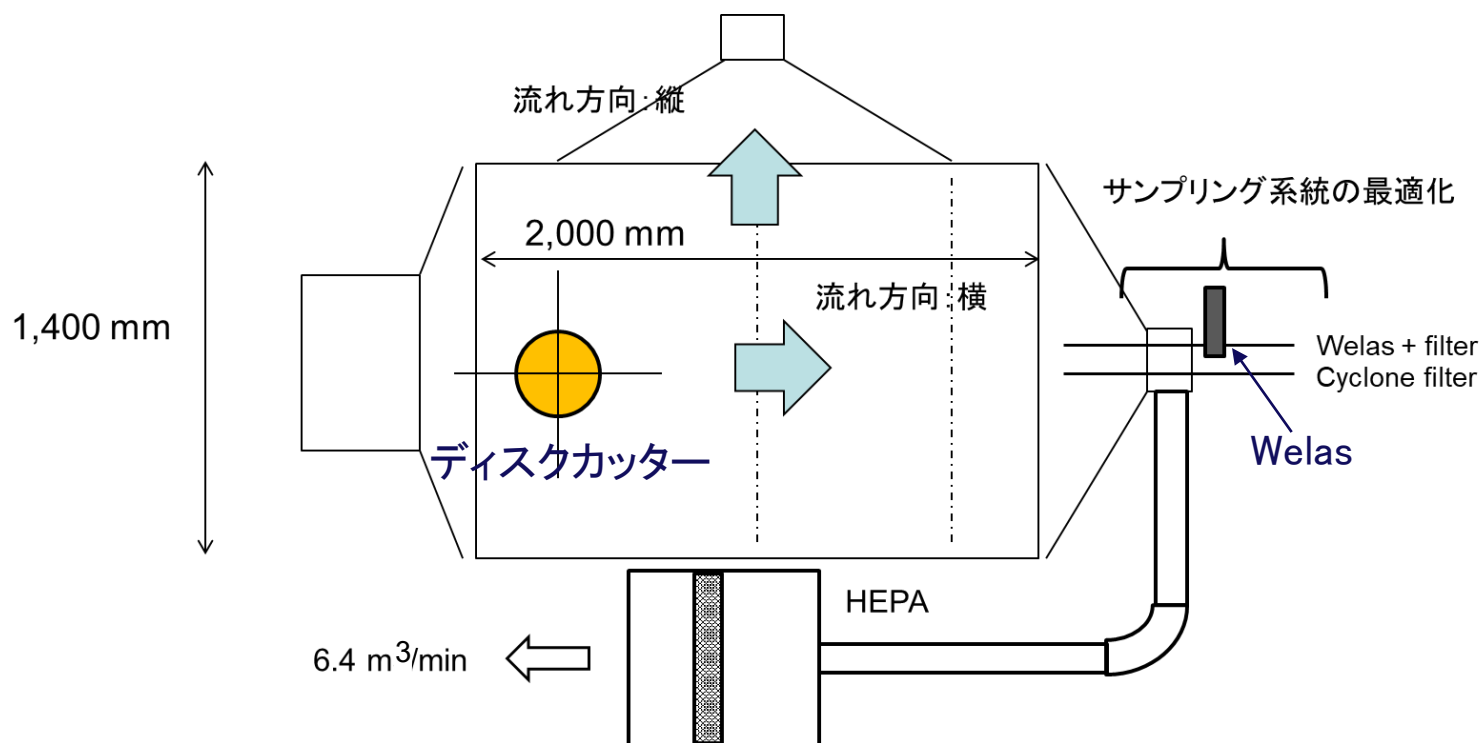 流れ方向:縦
サンプリング系統の最適化
2,000 mm
流れ方向:横
1,400 mm
Welas + filter
Cyclone filter
ディスクカッター
Welas
HEPA
6.4 m³/min